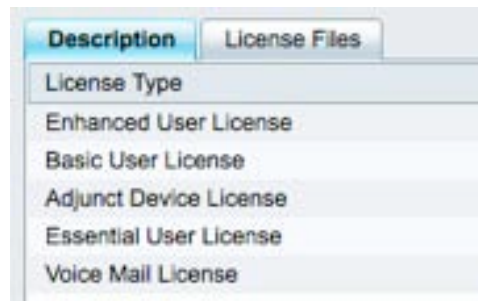 Description License Files
License Type
Enhanced User License
Basic User License
Adjunct Device License
Essential User License
Voice Mail License